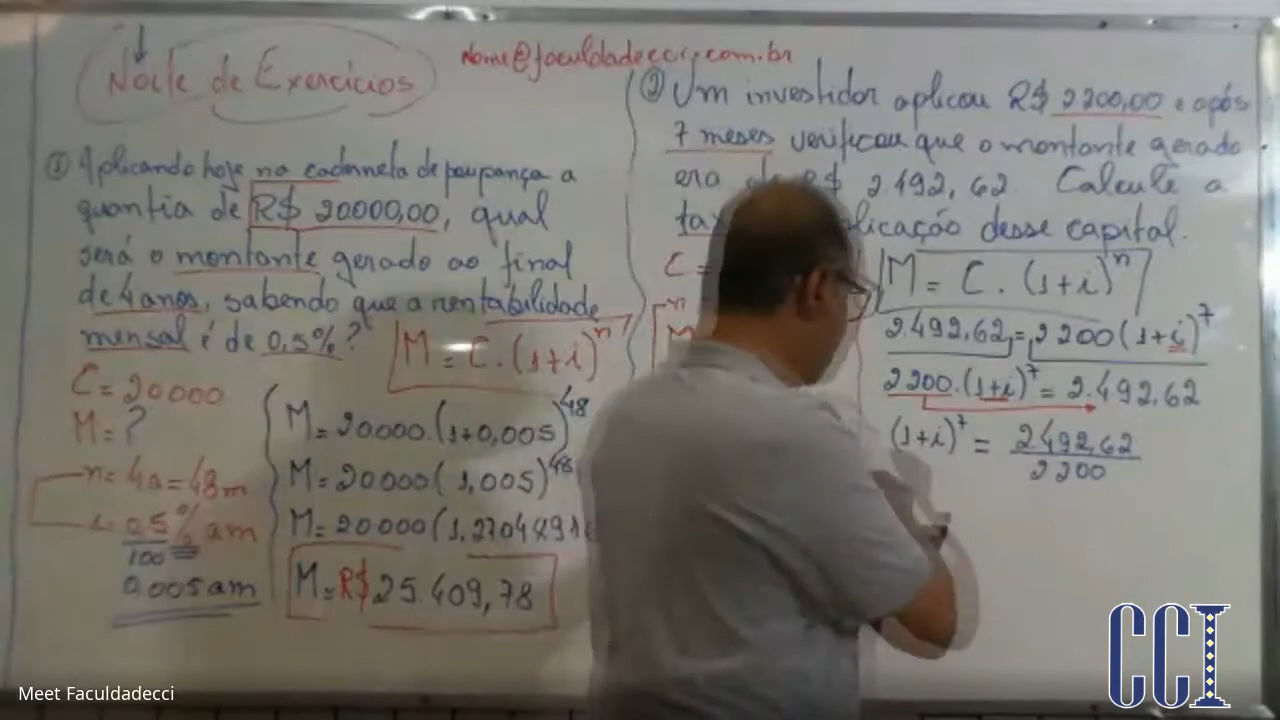 Noite de Exercícios
nome@faculdadecci.com.br
① Aplicando hoje na caderneta de poupança a
quantia de R$ 20000,00, qual
será o montante gerado ao final
de 4 anos, sabendo que a rentabilidade
mensal é de 0,5%?
M = C . (1+i)^n
C = 20000
M = ?
n = 4a = 48m
i = 0,5% am
100
0,005 am
M = 20000.(1+0,005)^48
M = 20000(1,005)^48
M = 20000(1,2704891
M = R$ 25.409,78
② Um investidor aplicou R$ 2200,00 e após
7 meses verificou que o montante gerado
era de R$ 2.492,62 Calcule a
plicação desse capital.
C =
n
M
M = C . (1+i)^n
2.492,62 = 2200(1+i)^7
2200.(1+i)^7 = 2.492,62
(1+i)^7 = 2492,62
2200
CCI
Meet Faculdadecci